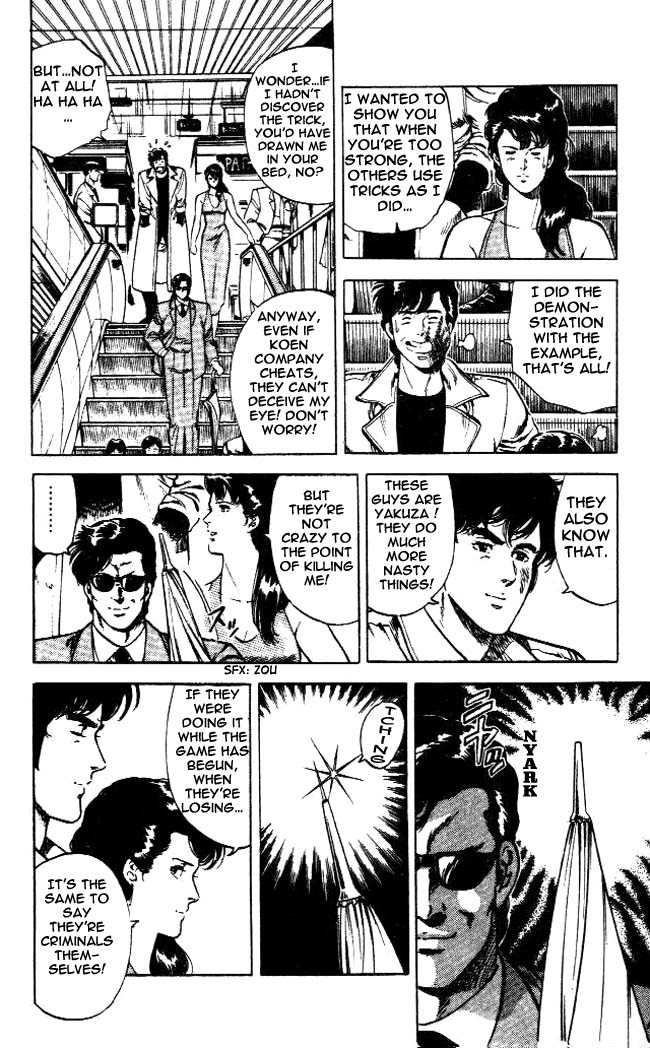 BUT...NOT
AT ALL!
HA HA HA
...
I
WONDER...IF
I HADN'T
DISCOVER
THE TRICK,
YOU'D HAVE
DRAWN ME
IN YOUR
BED, NO?
PA
ANYWAY,
EVEN IF
KOEN
COMPANY
CHEATS,
THEY CAN'T
DECEIVE MY
EYE! DON'T
WORRY!
I WANTED TO
SHOW YOU
THAT WHEN
YOU'RE TOO
STRONG, THE
OTHERS USE
TRICKS AS I
DID...
I DID THE
DEMON-
STRATION WITH
THE
EXAMPLE,
THAT'S ALL!
........
BUT
THEY'RE
NOT
CRAZY TO
THE POINT
OF KILLING
ME!
SFX: ZOU
THESE
GUYS ARE
YAKUZA !
THEY DO
MUCH
MORE
NASTY
THINGS!
THEY
ALSO
KNOW
THAT.
IF THEY
WERE
DOING IT
WHILE THE
GAME HAS
BEGUN,
WHEN
THEY'RE
LOSING...
IT'S THE
SAME TO
SAY
THEY'RE
CRIMINALS
THEM-
SELVES!
TCHING
ニヤッ
NYARK